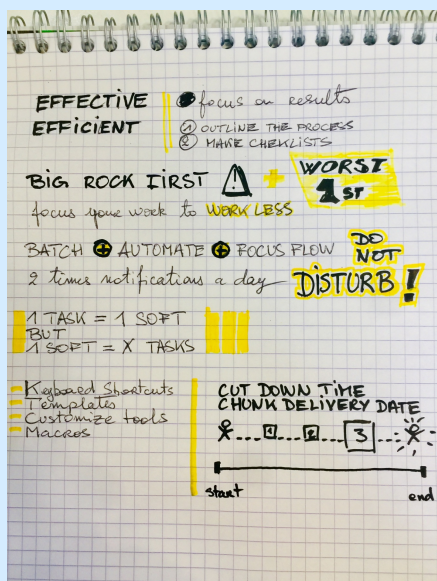 EFFECTIVE
EFFICIENT
focus on results
1 OUTLINE THE PROCESS
2 MAKE CHEKLISTS
BIG ROCK FIRST ! +
WORST
1ST
focus your work to WORK LESS
BATCH + AUTOMATE + FOCUS FLOW
DO
NOT
2 times notifications a day
DISTURB!
1 TASK = 1 SOFT
BUT
1 SOFT = X TASKS
Keyboard Shortcuts
Templates
Customize tools
Macros
CUT DOWN TIME
CHUNK DELIVERY DATE
1 2 3
start end